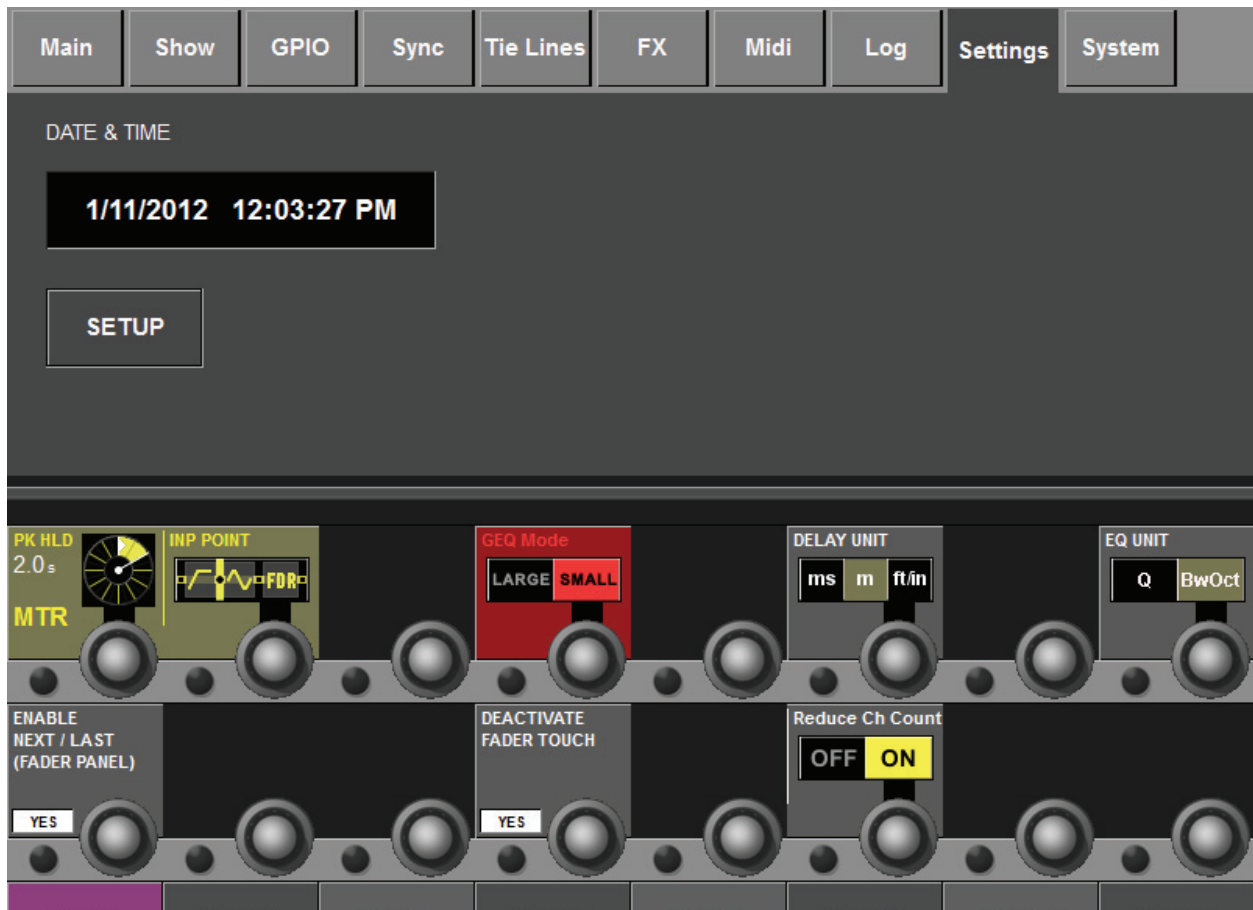 Main Show GPIO Sync Tie Lines FX Midi Log Settings System
DATE & TIME
1/11/2012 12:03:27 PM
SETUP
PK HLD
2.0 s
MTR
INP POINT
FDR
GEQ Mode
LARGE SMALL
DELAY UNIT
ms m ft/in
EQ UNIT
Q BwOct
ENABLE
NEXT / LAST
(FADER PANEL)
YES
DEACTIVATE
FADER TOUCH
YES
Reduce Ch Count
OFF ON